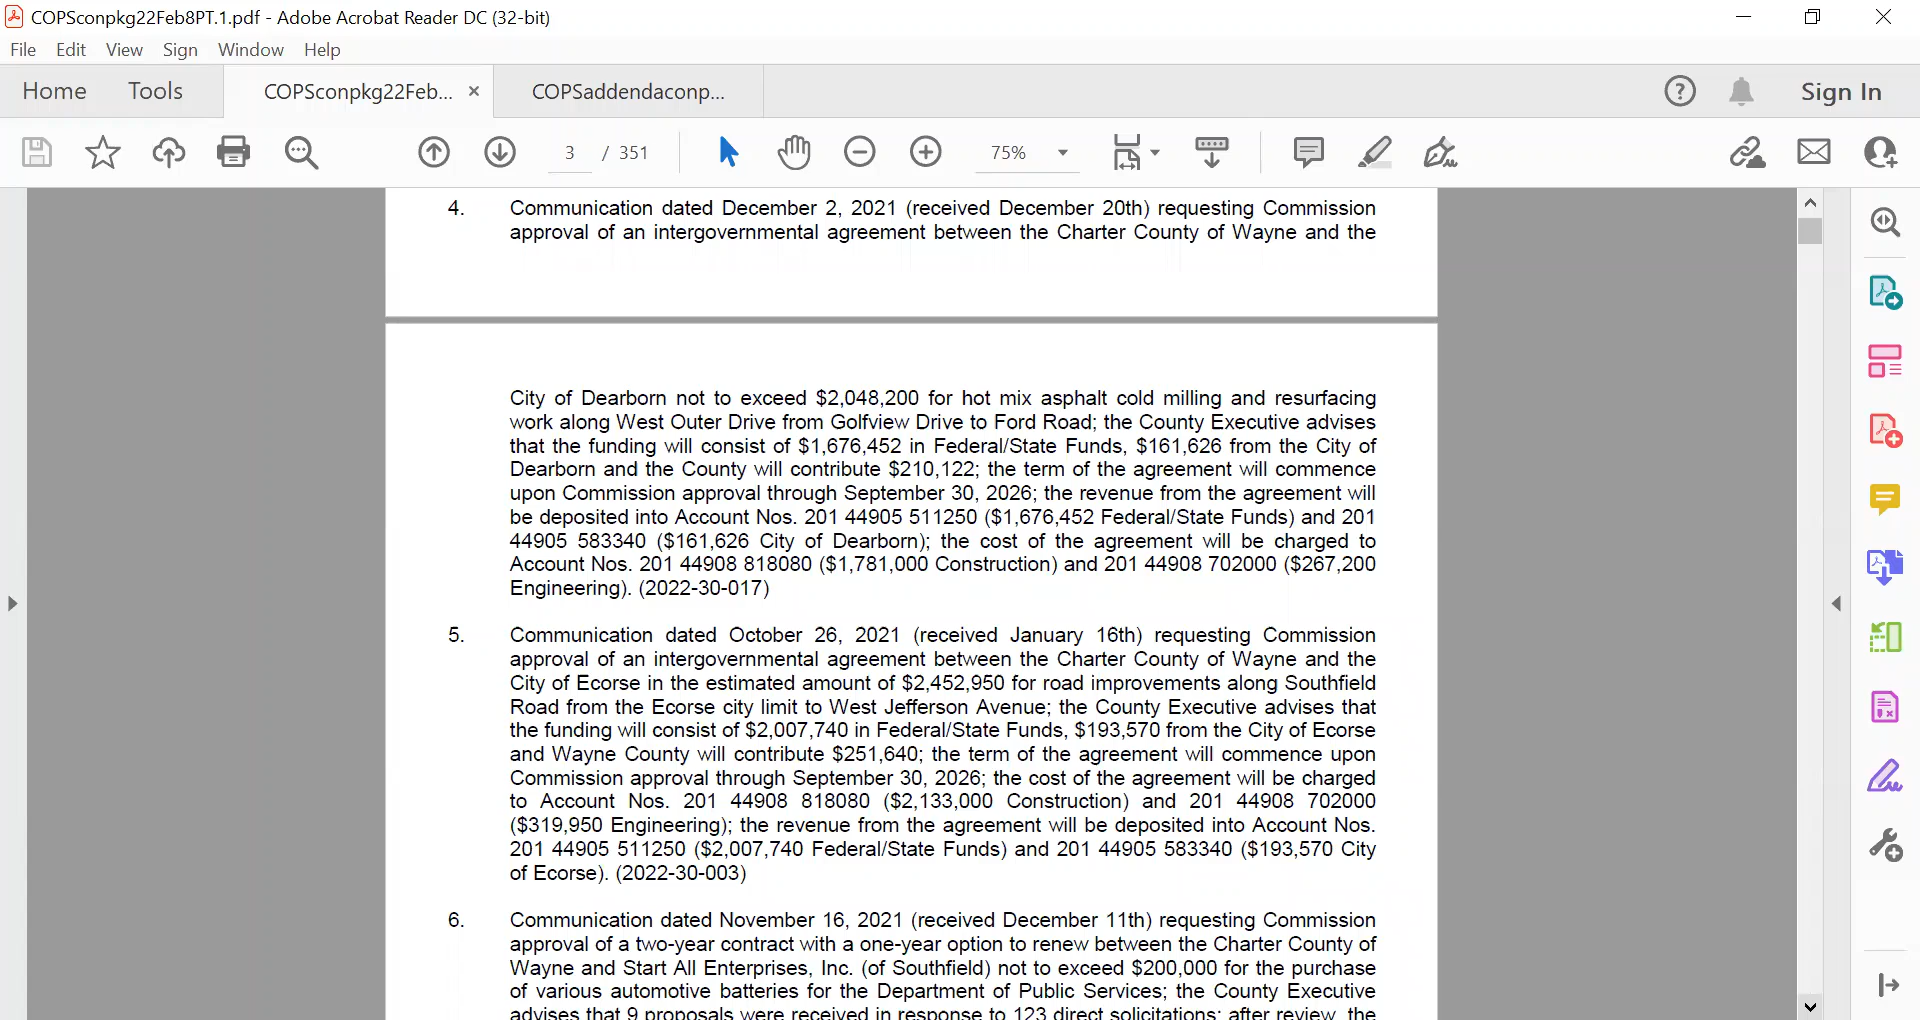 COPSconpkg22Feb8PT.1.pdf - Adobe Acrobat Reader DC (32-bit)
File Edit View Sign Window Help
Home Tools COPSconpkg22Feb... × COPSaddendaconp... Sign In
3 / 351 75%
4. Communication dated December 2, 2021 (received December 20th) requesting Commission
approval of an intergovernmental agreement between the Charter County of Wayne and the
City of Dearborn not to exceed $2,048,200 for hot mix asphalt cold milling and resurfacing
work along West Outer Drive from Golfview Drive to Ford Road; the County Executive advises
that the funding will consist of $1,676,452 in Federal/State Funds, $161,626 from the City of
Dearborn and the County will contribute $210,122; the term of the agreement will commence
upon Commission approval through September 30, 2026; the revenue from the agreement will
be deposited into Account Nos. 201 44905 511250 ($1,676,452 Federal/State Funds) and 201
44905 583340 ($161,626 City of Dearborn); the cost of the agreement will be charged to
Account Nos. 201 44908 818080 ($1,781,000 Construction) and 201 44908 702000 ($267,200
Engineering). (2022-30-017)
5. Communication dated October 26, 2021 (received January 16th) requesting Commission
approval of an intergovernmental agreement between the Charter County of Wayne and the
City of Ecorse in the estimated amount of $2,452,950 for road improvements along Southfield
Road from the Ecorse city limit to West Jefferson Avenue; the County Executive advises that
the funding will consist of $2,007,740 in Federal/State Funds, $193,570 from the City of Ecorse
and Wayne County will contribute $251,640; the term of the agreement will commence upon
Commission approval through September 30, 2026; the cost of the agreement will be charged
to Account Nos. 201 44908 818080 ($2,133,000 Construction) and 201 44908 702000
($319,950 Engineering); the revenue from the agreement will be deposited into Account Nos.
201 44905 511250 ($2,007,740 Federal/State Funds) and 201 44905 583340 ($193,570 City
of Ecorse). (2022-30-003)
6. Communication dated November 16, 2021 (received December 11th) requesting Commission
approval of a two-year contract with a one-year option to renew between the Charter County of
Wayne and Start All Enterprises, Inc. (of Southfield) not to exceed $200,000 for the purchase
of various automotive batteries for the Department of Public Services; the County Executive
advises that 9 proposals were received in response to 123 direct solicitations; after review, the